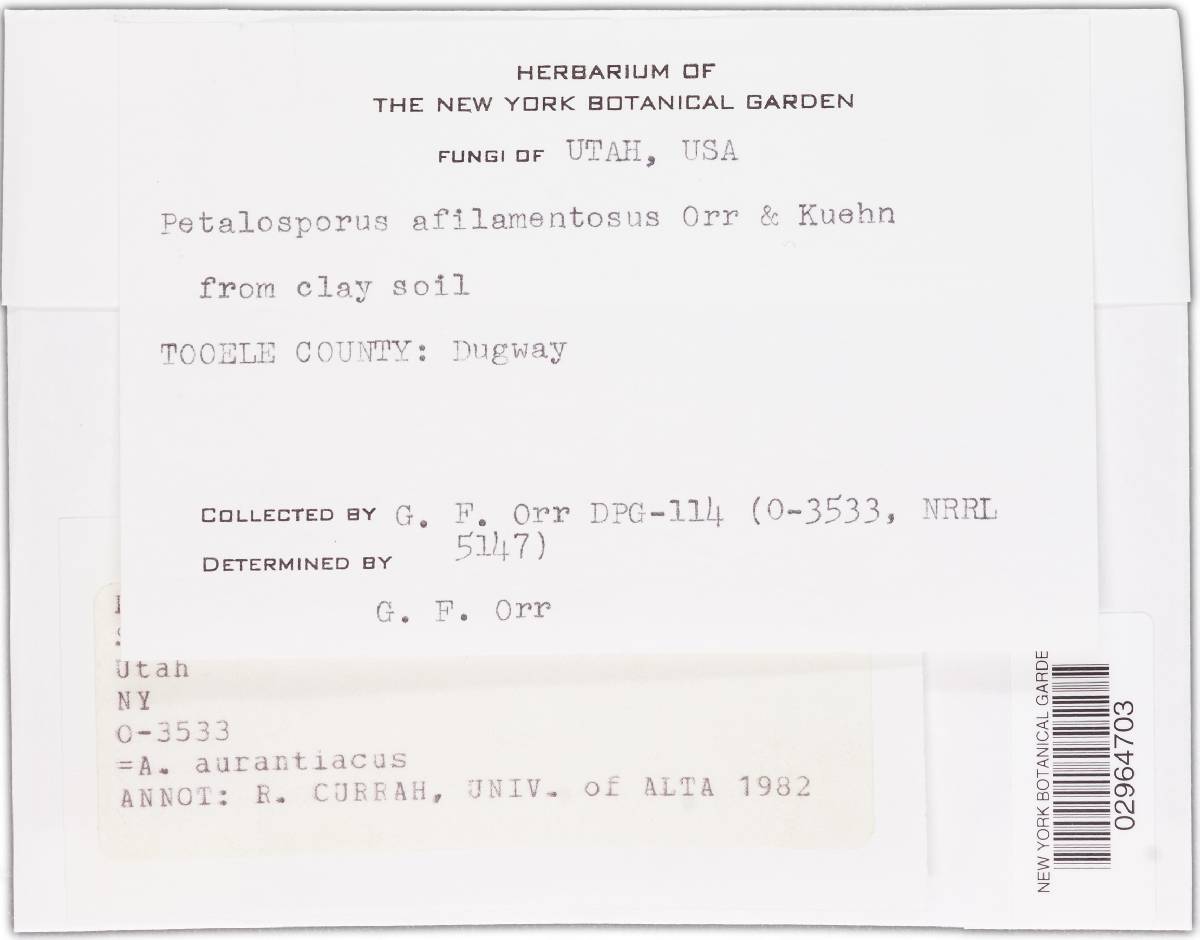 HERBARIUM OF
THE NEW YORK BOTANICAL GARDEN
FUNGI OF UTAH, USA
Petalosporus afilamentosus Orr & Kuehn
from clay soil
TOOELE COUNTY: Dugway
COLLECTED BY G. F. Orr DPG-114 (O-3533, NRRL
5147)
DETERMINED BY
G. F. Orr
Utah
NY
O-3533
=A. aurantiacus
ANNOT: R. CURRAH, UNIV. of ALTA 1982
NEW YORK BOTANICAL GARDE
02964703